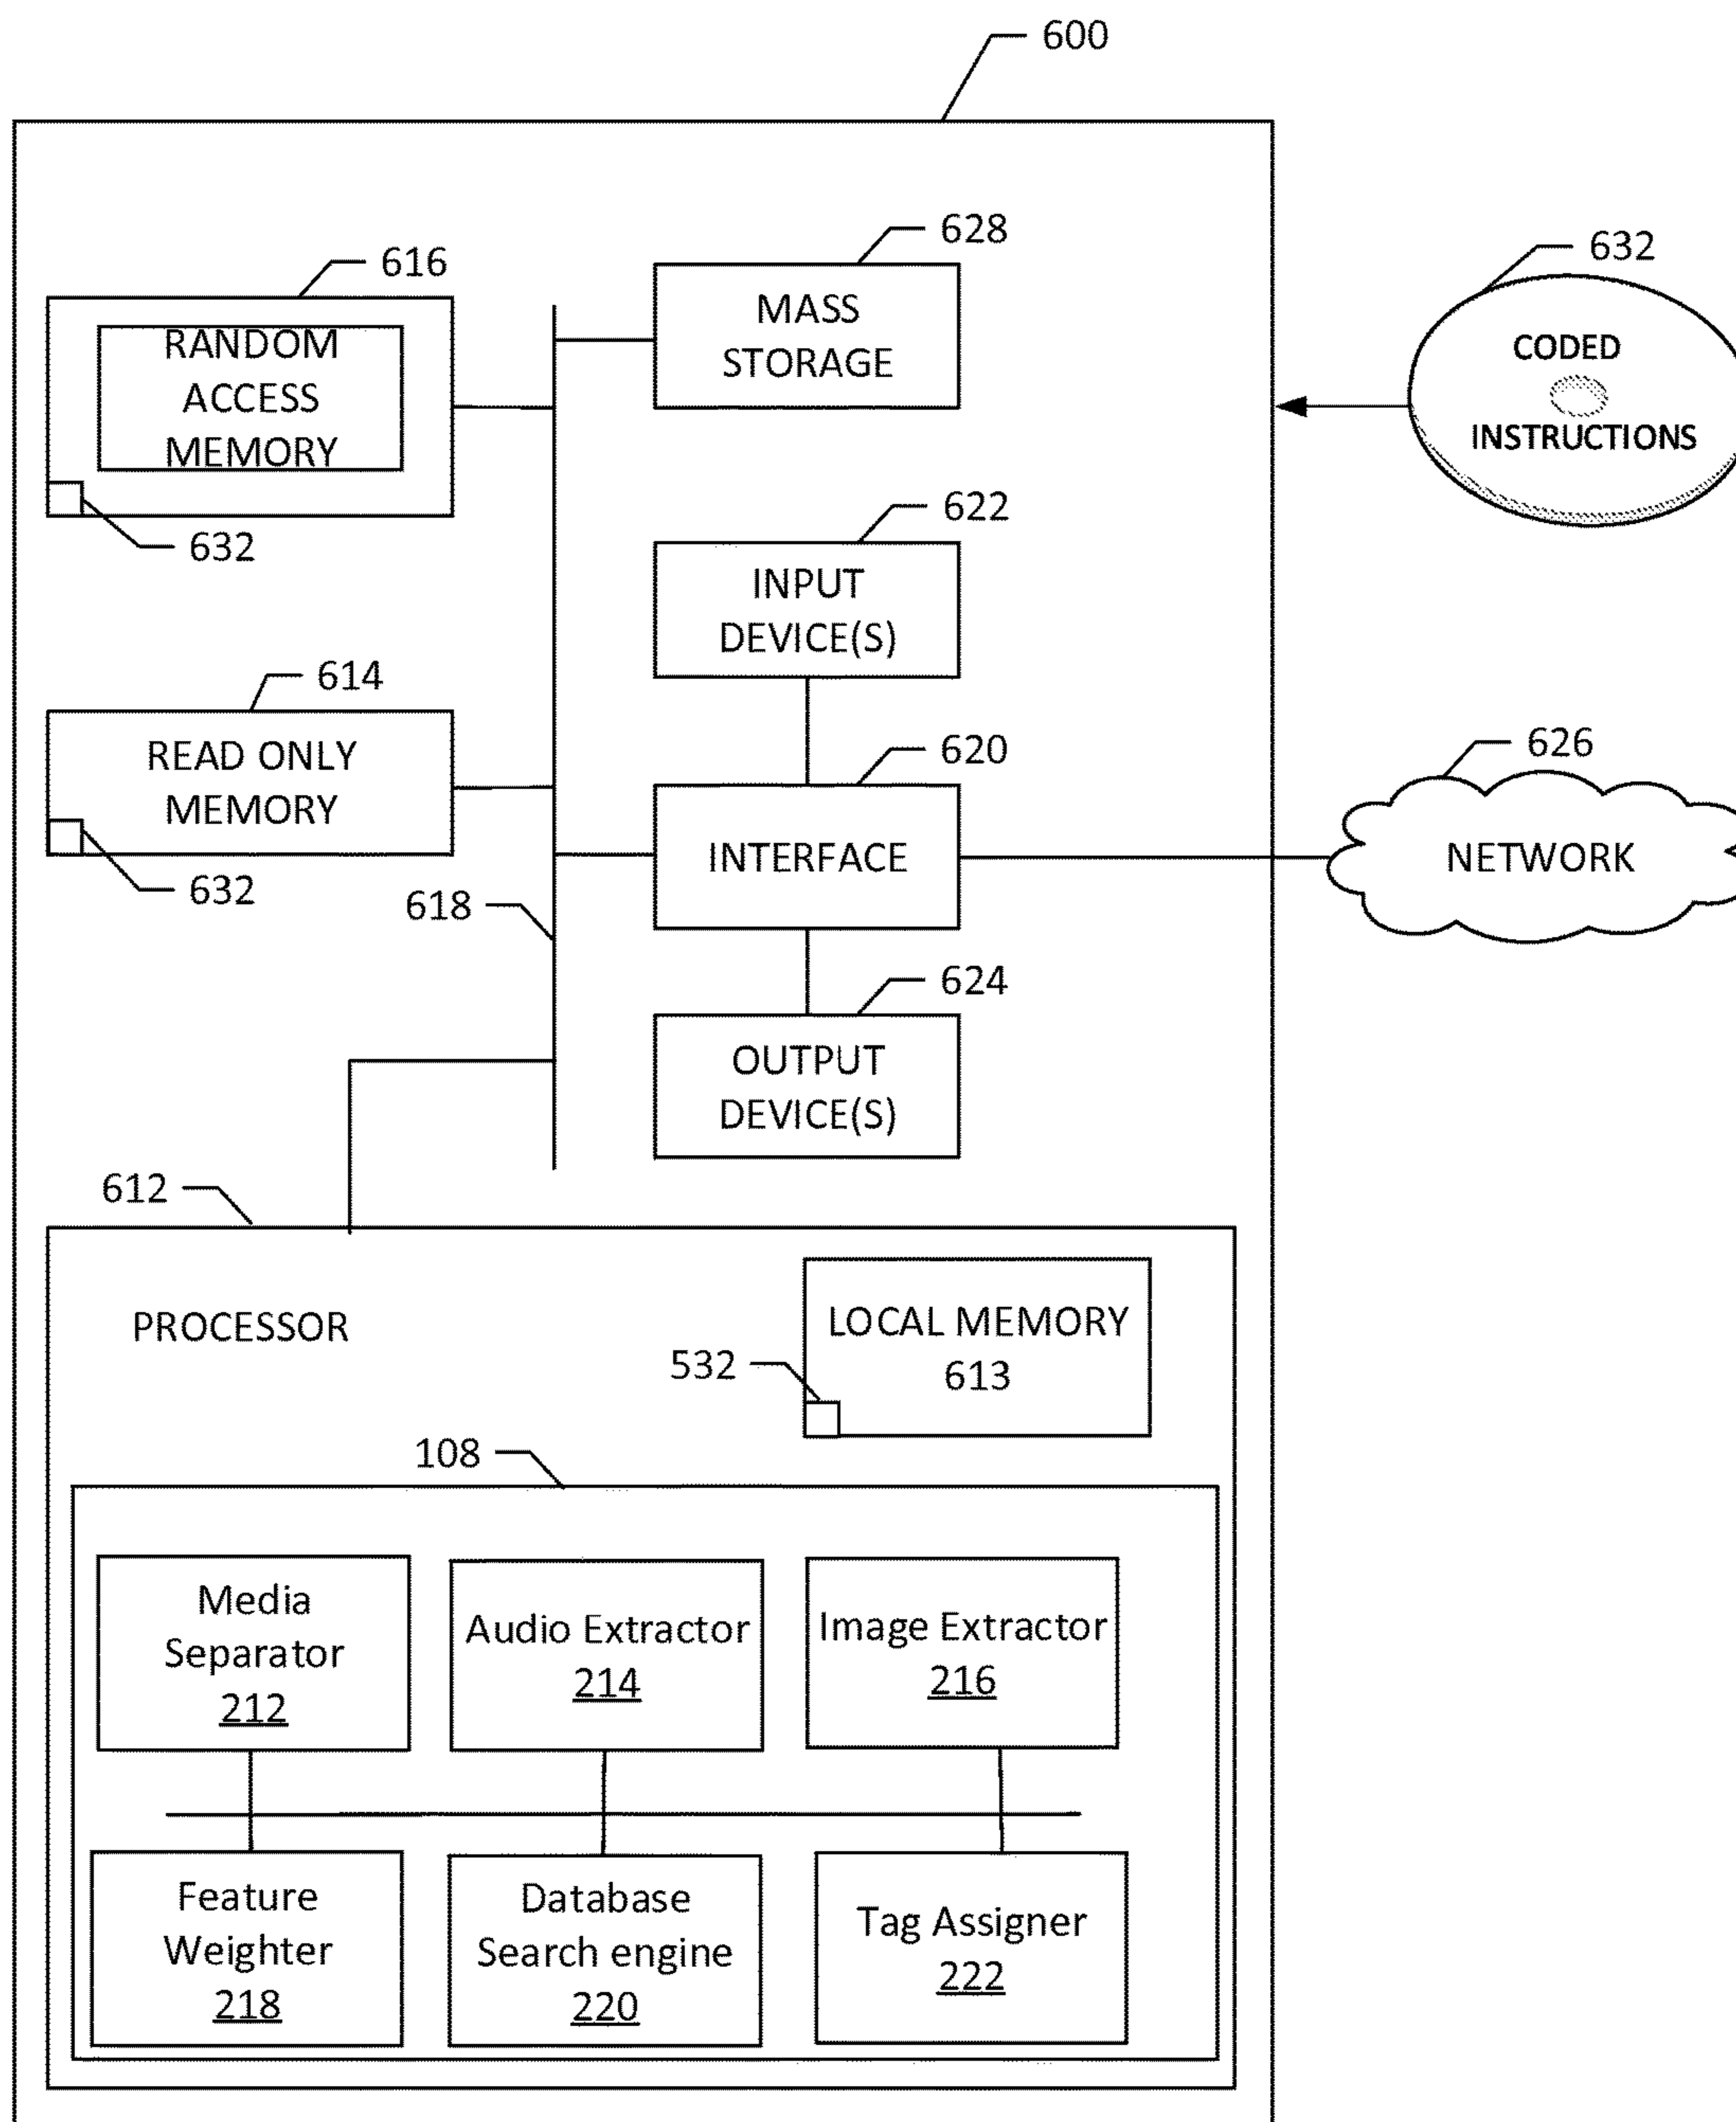 600
628
616
632
MASS
STORAGE
RANDOM
ACCESS
MEMORY
CODED
INSTRUCTIONS
632
622
INPUT
DEVICE(S)
614
READ ONLY
MEMORY
632
620
INTERFACE
626
NETWORK
618
624
OUTPUT
DEVICE(S)
612
PROCESSOR
LOCAL MEMORY
613
532
108
Media
Separator
212
Audio Extractor
214
Image Extractor
216
Feature
Weighter
218
Database
Search engine
220
Tag Assigner
222